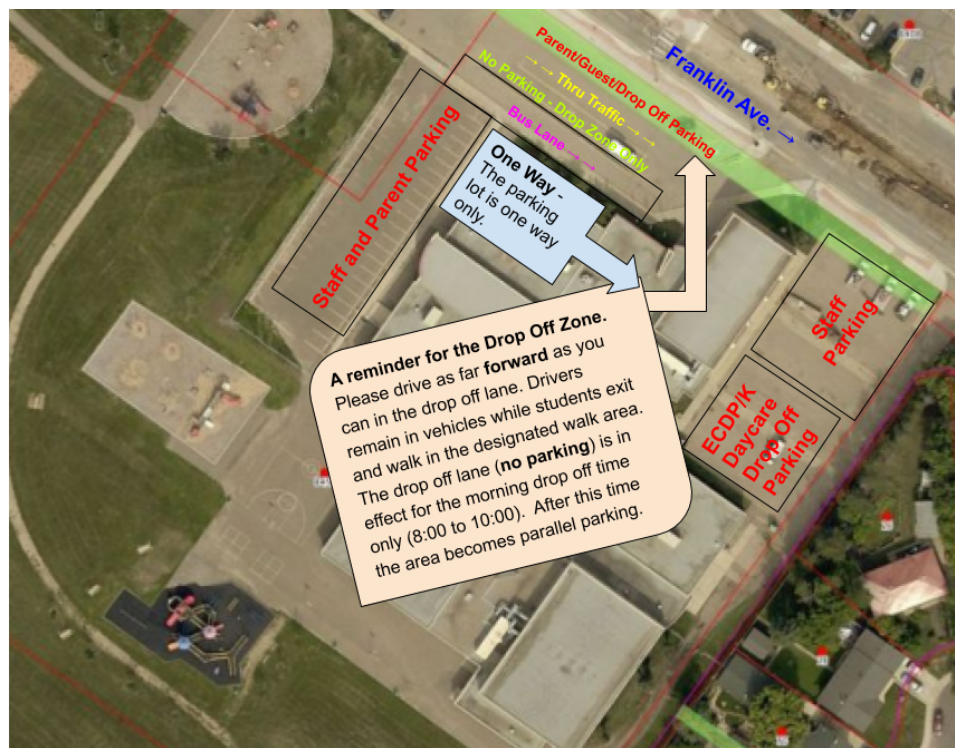 Parent/Guest/Drop Off Parking
→ → Thru Traffic → →
No Parking - Drop Zone Only
Bus Lane → →
Franklin Ave. →
Staff and Parent Parking
One Way -
The parking
lot is one way
only.
A reminder for the Drop Off Zone.
Please drive as far forward as you
can in the drop off lane. Drivers
remain in vehicles while students exit
and walk in the designated walk area.
The drop off lane (no parking) is in
effect for the morning drop off time
only (8:00 to 10:00).  After this time
the area becomes parallel parking.
Staff
Parking
ECDP/K
Daycare
Drop Off
Parking